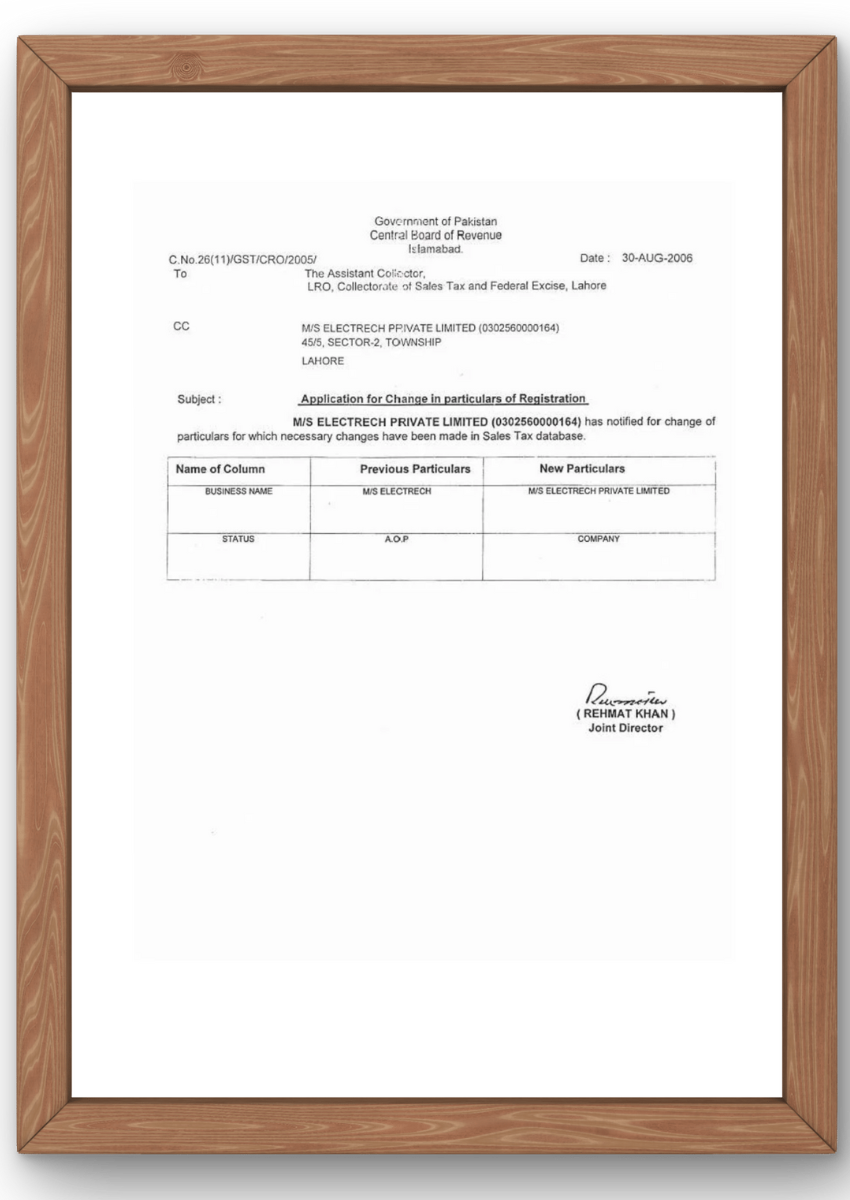 Government of Pakistan
Central Board of Revenue
Islamabad.
C.No.26(11)/GST/CRO/2005/ Date : 30-AUG-2006
To The Assistant Collector,
LRO, Collectorate of Sales Tax and Federal Excise, Lahore
CC M/S ELECTRECH PRIVATE LIMITED (0302560000164)
45/5, SECTOR-2, TOWNSHIP
LAHORE
Subject : Application for Change in particulars of Registration
M/S ELECTRECH PRIVATE LIMITED (0302560000164) has notified for change of
particulars for which necessary changes have been made in Sales Tax database.
Name of Column Previous Particulars New Particulars
BUSINESS NAME M/S ELECTRECH M/S ELECTRECH PRIVATE LIMITED
STATUS A.O.P COMPANY
( REHMAT KHAN )
Joint Director